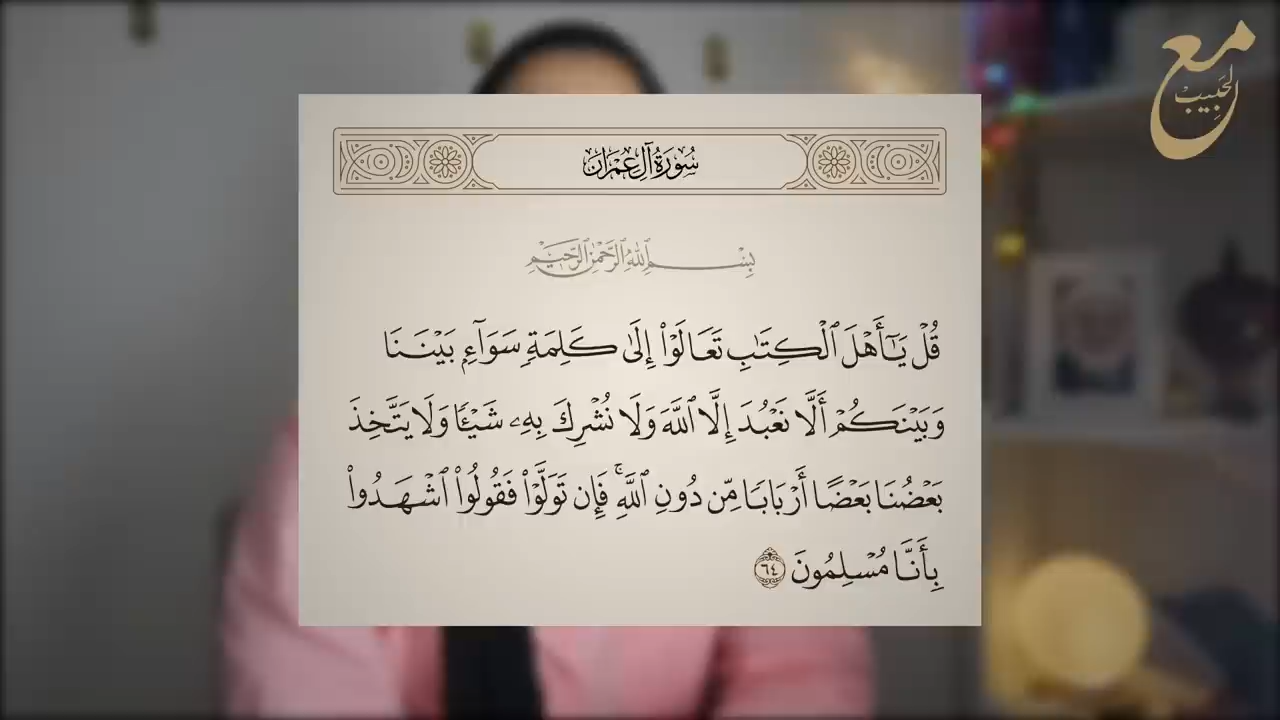 مع الحبيب
سُورَةُ آلِ عِمْرَان
بِسْمِ ٱللَّهِ ٱلرَّحْمَٰنِ ٱلرَّحِيمِ
قُلْ يَـٰٓأَهْلَ ٱلْكِتَـٰبِ تَعَالَوْا۟ إِلَىٰ كَلِمَةٍ سَوَآءٍۭ بَيْنَنَا
وَبَيْنَكُمْ أَلَّا نَعْبُدَ إِلَّا ٱللَّهَ وَلَا نُشْرِكَ بِهِۦ شَيْـًٔا وَلَا يَتَّخِذَ
بَعْضُنَا بَعْضًا أَرْبَابًا مِّن دُونِ ٱللَّهِ ۚ فَإِن تَوَلَّوْا۟ فَقُولُوا۟ ٱشْهَدُوا۟
بِأَنَّا مُسْلِمُونَ ٦٤